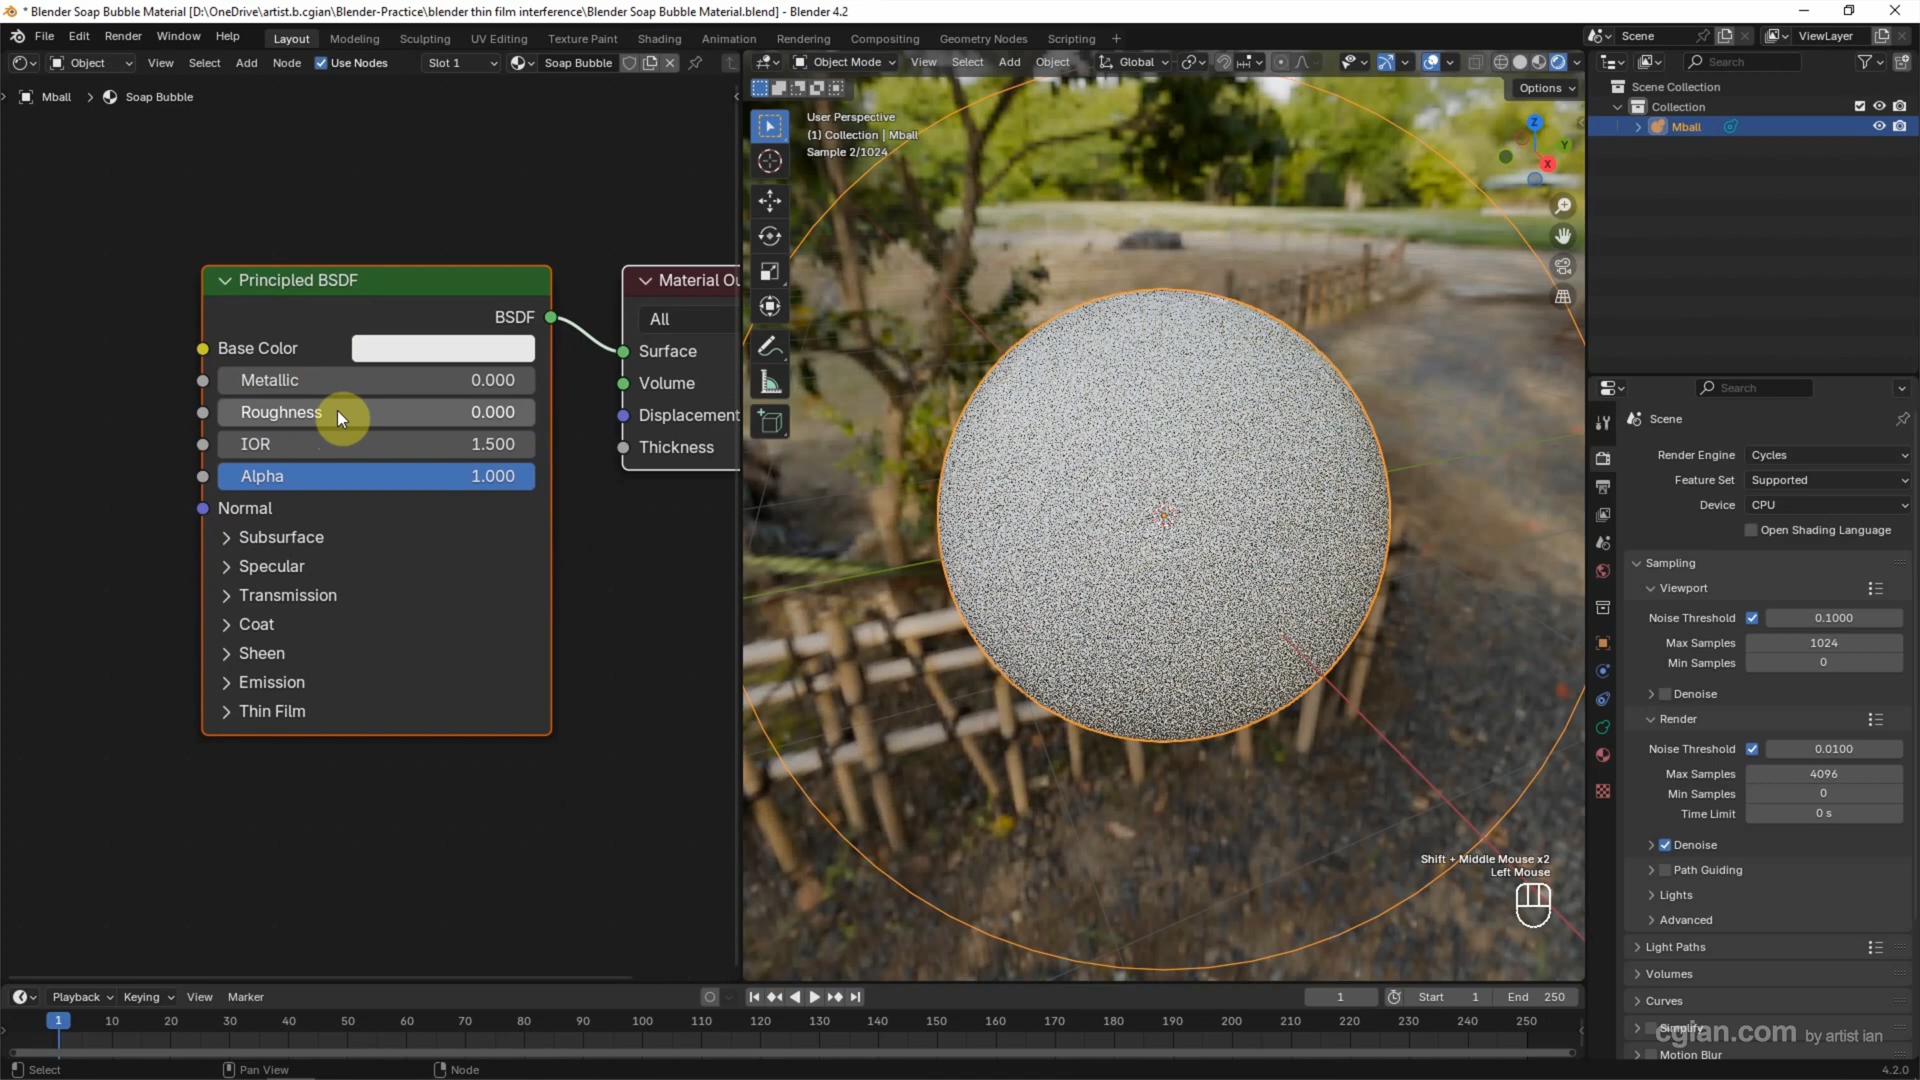 * Blender Soap Bubble Material [D:\OneDrive\artist.b.cgian\Blender-Practice\blender thin film interference\Blender Soap Bubble Material.blend] - Blender 4.2
File Edit Render Window Help Layout Modeling Sculpting UV Editing Texture Paint Shading Animation Rendering Compositing Geometry Nodes Scripting + Scene ViewLayer
Object View Select Add Node Use Nodes Slot 1 Soap Bubble Object Mode View Select Add Object Global Search
Mball > Soap Bubble
Options
Scene Collection
Collection
Mball
User Perspective
(1) Collection | Mball
Sample 2/1024
Z
Y
X
Principled BSDF
BSDF
Base Color
Metallic 0.000
Roughness 0.000
IOR 1.500
Alpha 1.000
Normal
Subsurface
Specular
Transmission
Coat
Sheen
Emission
Thin Film
Material Ou
All
Surface
Volume
Displacement
Thickness
Shift + Middle Mouse x2
Left Mouse
Search
Scene
Render Engine Cycles
Feature Set Supported
Device CPU
Open Shading Language
Sampling
Viewport
Noise Threshold 0.1000
Max Samples 1024
Min Samples 0
Denoise
Render
Noise Threshold 0.0100
Max Samples 4096
Min Samples 0
Time Limit 0 s
Denoise
Path Guiding
Lights
Advanced
Light Paths
Volumes
Curves
Simplify
Motion Blur
cgian.com by artist ian
Playback Keying View Marker 1 Start 1 End 250
1 10 20 30 40 50 60 70 80 90 100 110 120 130 140 150 160 170 180 190 200 210 220 230 240 250
Select Pan View Node 4.2.0